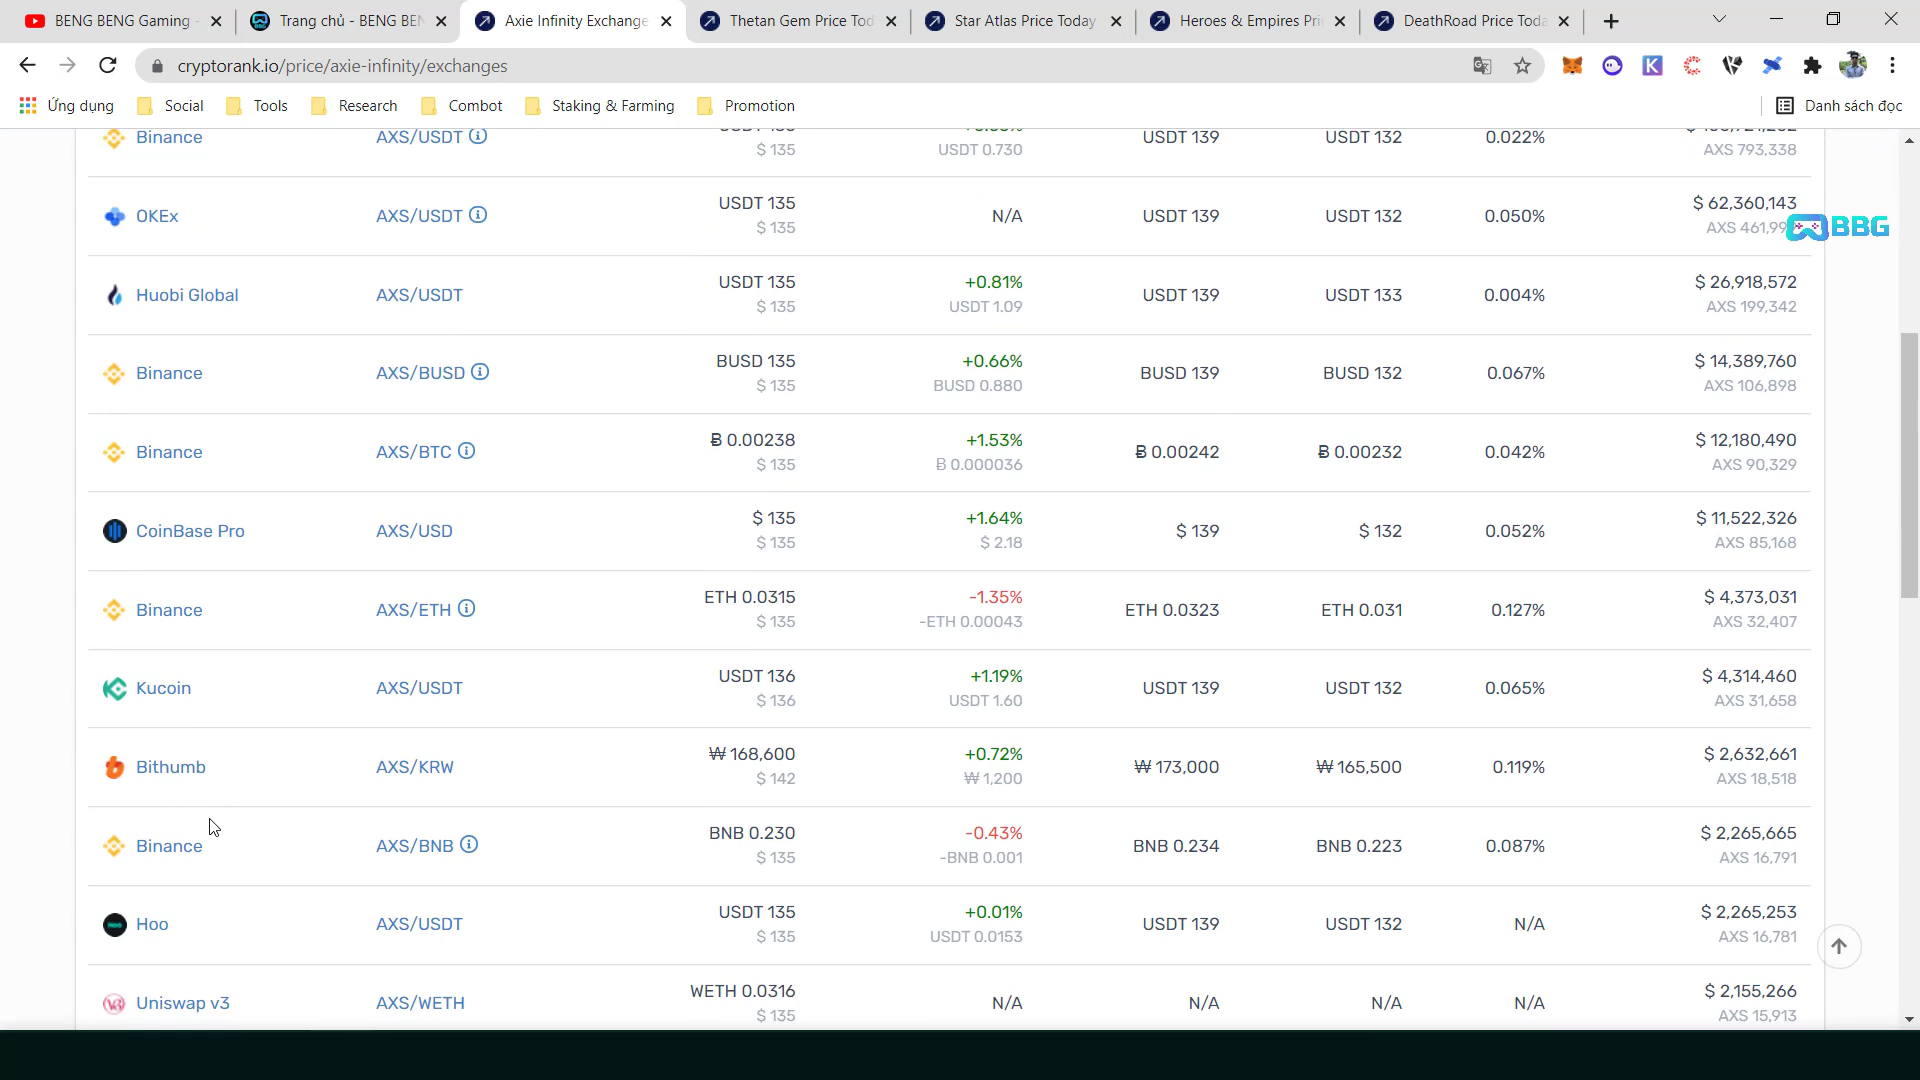 BENG BENG Gaming -
Trang chủ - BENG BEN
Axie Infinity Exchange
Thetan Gem Price Tod
Star Atlas Price Today
Heroes & Empires Pri
DeathRoad Price Toda
cryptorank.io/price/axie-infinity/exchanges
Ứng dụng Social Tools Research Combot Staking & Farming Promotion Danh sách đọc
Binance AXS/USDT USDT 139 USDT 132 0.022%
$ 135 USDT 0.730 AXS 793,338
OKEx AXS/USDT USDT 135 N/A USDT 139 USDT 132 0.050% $ 62,360,143
$ 135 AXS 461,99
BBG
Huobi Global AXS/USDT USDT 135 +0.81% USDT 139 USDT 133 0.004% $ 26,918,572
$ 135 USDT 1.09 AXS 199,342
Binance AXS/BUSD BUSD 135 +0.66% BUSD 139 BUSD 132 0.067% $ 14,389,760
$ 135 BUSD 0.880 AXS 106,898
Binance AXS/BTC Ƀ 0.00238 +1.53% Ƀ 0.00242 Ƀ 0.00232 0.042% $ 12,180,490
$ 135 Ƀ 0.000036 AXS 90,329
CoinBase Pro AXS/USD $ 135 +1.64% $ 139 $ 132 0.052% $ 11,522,326
$ 135 $ 2.18 AXS 85,168
Binance AXS/ETH ETH 0.0315 -1.35% ETH 0.0323 ETH 0.031 0.127% $ 4,373,031
$ 135 -ETH 0.00043 AXS 32,407
Kucoin AXS/USDT USDT 136 +1.19% USDT 139 USDT 132 0.065% $ 4,314,460
$ 136 USDT 1.60 AXS 31,658
Bithumb AXS/KRW ₩ 168,600 +0.72% ₩ 173,000 ₩ 165,500 0.119% $ 2,632,661
$ 142 ₩ 1,200 AXS 18,518
Binance AXS/BNB BNB 0.230 -0.43% BNB 0.234 BNB 0.223 0.087% $ 2,265,665
$ 135 -BNB 0.001 AXS 16,791
Hoo AXS/USDT USDT 135 +0.01% USDT 139 USDT 132 N/A $ 2,265,253
$ 135 USDT 0.0153 AXS 16,781
Uniswap v3 AXS/WETH WETH 0.0316 N/A N/A N/A N/A $ 2,155,266
$ 135 AXS 15,913